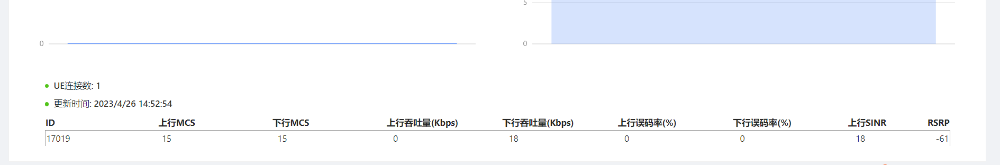 5
0
0
UE连接数: 1
更新时间: 2023/4/26 14:52:54
ID 上行MCS 下行MCS 上行吞吐量(Kbps) 下行吞吐量(Kbps) 上行误码率(%) 下行误码率(%) 上行SINR RSRP
17019 15 15 0 18 0 0 18 -61